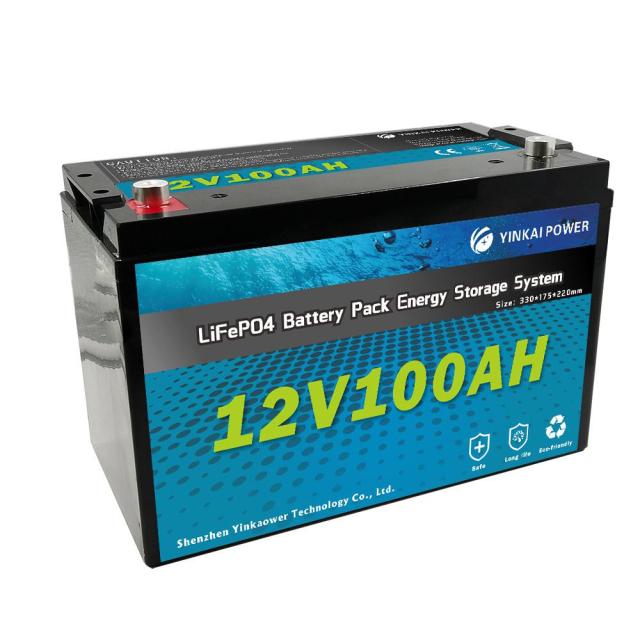 CAUTION:
12V100AH
YINKAI POWER
LiFePO4 Battery Pack Energy Storage System
Size: 330*175*220mm
12V100AH
Safe
Long life
Eco-Friendly
Shenzhen Yinkaower Technology Co., Ltd.